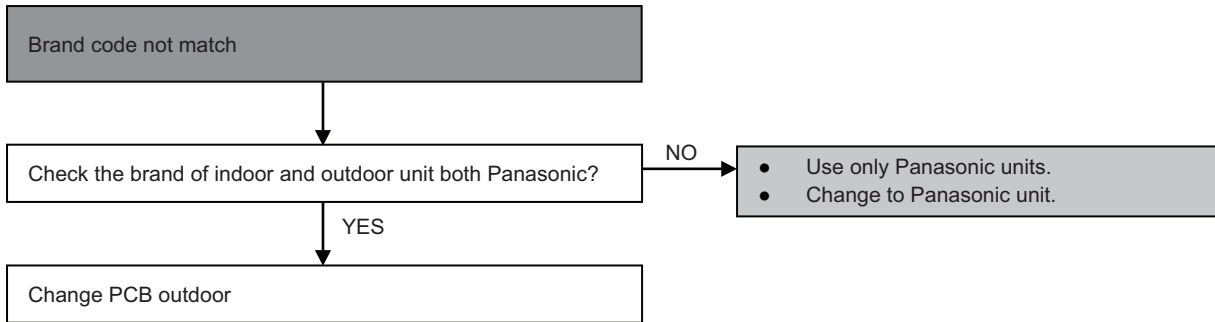 Brand code not match
Check the brand of indoor and outdoor unit both Panasonic?
NO
● Use only Panasonic units.
● Change to Panasonic unit.
YES
Change PCB outdoor